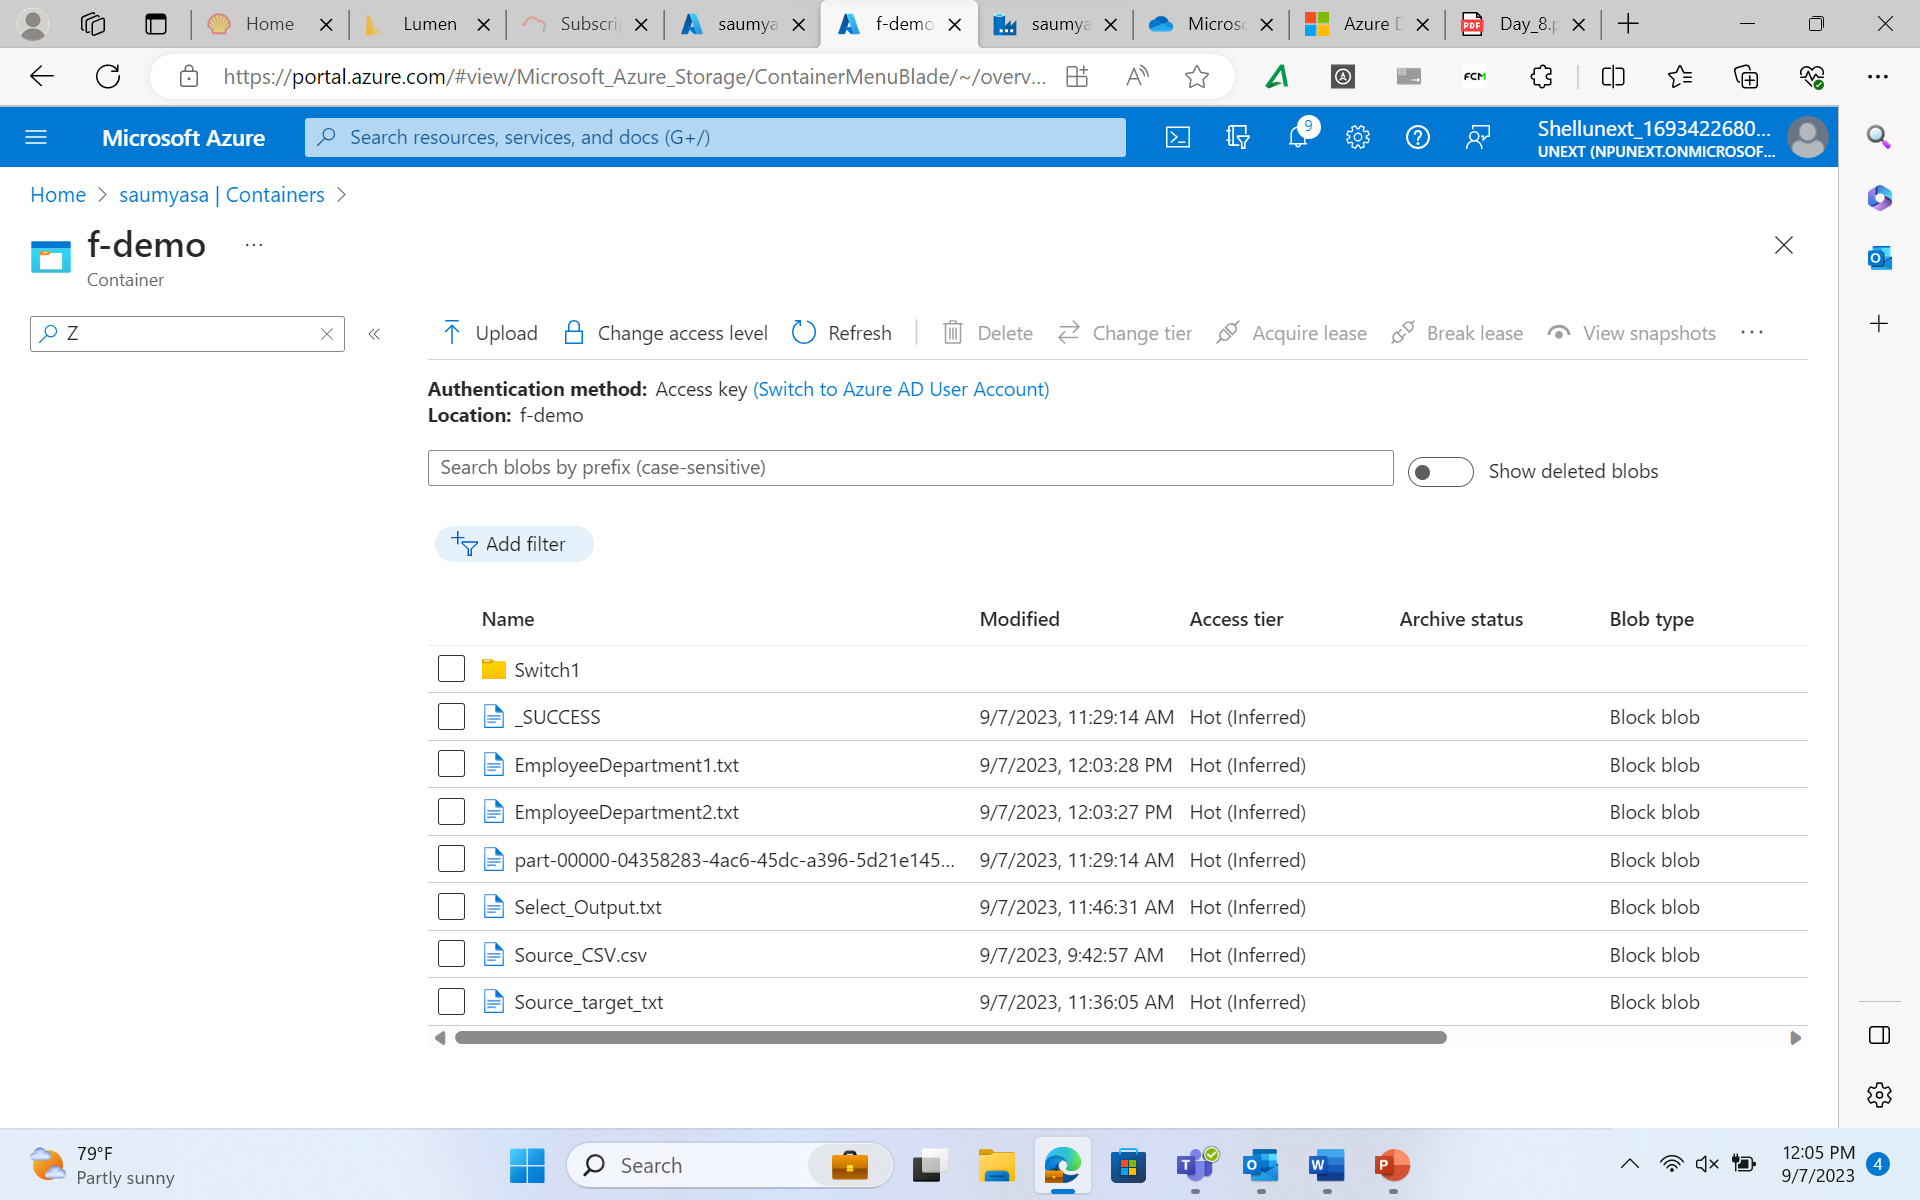 Home
Lumen
Subscri
saumya
f-demo
saumya
Microso
Azure D
Day_8.p
https://portal.azure.com/#view/Microsoft_Azure_Storage/ContainerMenuBlade/~/overv...
FCM
Microsoft Azure
Search resources, services, and docs (G+/)
9
Shellunext_1693422680...
UNEXT (NPUNEXT.ONMICROSOF...
Home > saumyasa | Containers >
f-demo ...
Container
Z
«
Upload
Change access level
Refresh
Delete
Change tier
Acquire lease
Break lease
View snapshots
...
Authentication method: Access key (Switch to Azure AD User Account)
Location: f-demo
Search blobs by prefix (case-sensitive)
Show deleted blobs
Add filter
Name Modified Access tier Archive status Blob type
Switch1
_SUCCESS 9/7/2023, 11:29:14 AM Hot (Inferred) Block blob
EmployeeDepartment1.txt 9/7/2023, 12:03:28 PM Hot (Inferred) Block blob
EmployeeDepartment2.txt 9/7/2023, 12:03:27 PM Hot (Inferred) Block blob
part-00000-04358283-4ac6-45dc-a396-5d21e145... 9/7/2023, 11:29:14 AM Hot (Inferred) Block blob
Select_Output.txt 9/7/2023, 11:46:31 AM Hot (Inferred) Block blob
Source_CSV.csv 9/7/2023, 9:42:57 AM Hot (Inferred) Block blob
Source_target_txt 9/7/2023, 11:36:05 AM Hot (Inferred) Block blob
79°F
Partly sunny
Search
12:05 PM
9/7/2023
4